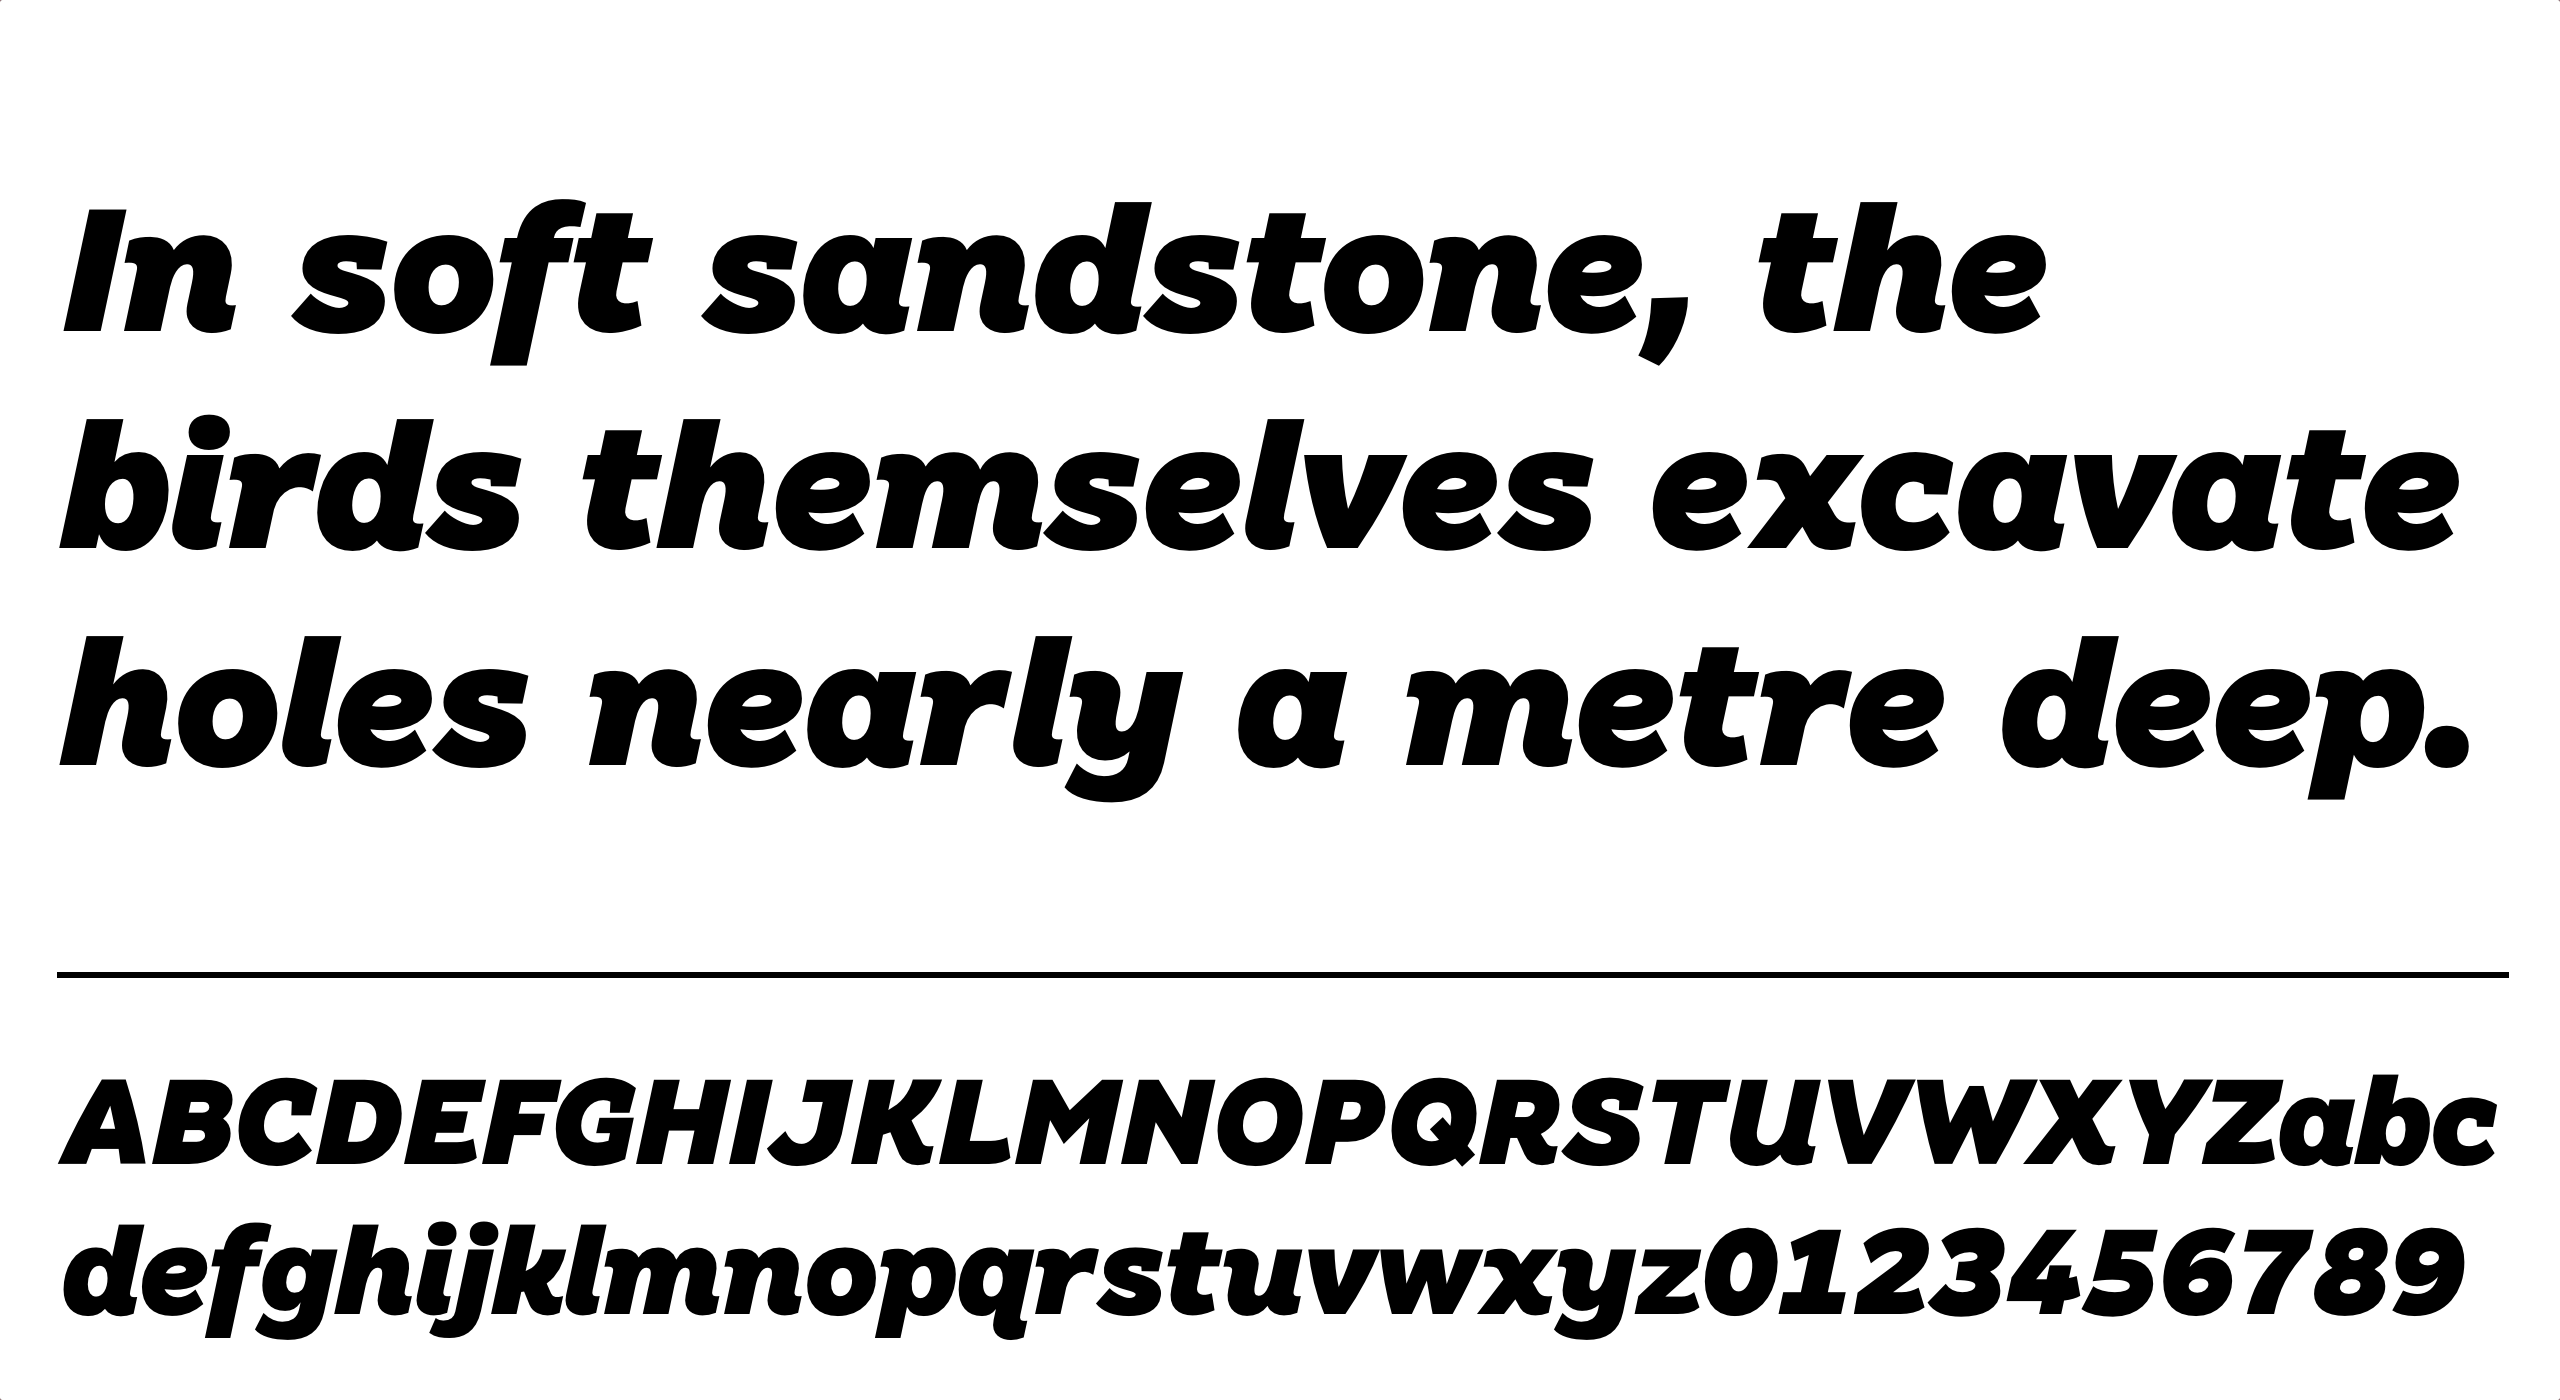 In soft sandstone, the
birds themselves excavate
holes nearly a metre deep.
ABCDEFGHIJKLMNOPQRSTUVWXYZabc
defghijklmnopqrstuvwxyz0123456789